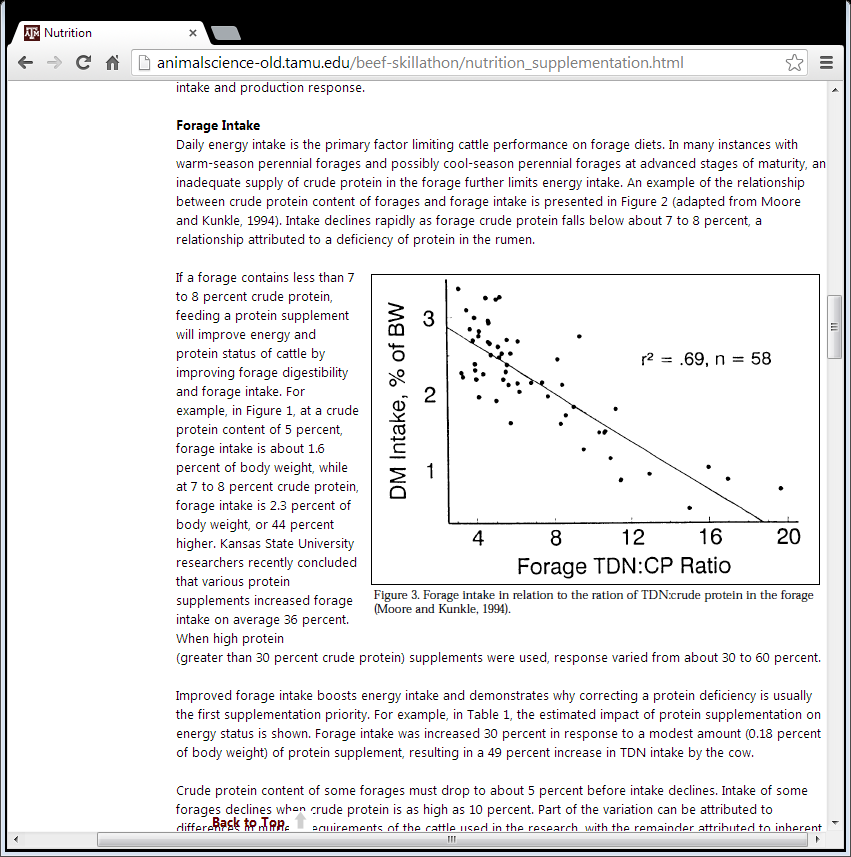 Nutrition
animalscience-old.tamu.edu/beef-skillathon/nutrition_supplementation.html
intake and production response.
Forage Intake
Daily energy intake is the primary factor limiting cattle performance on forage diets. In many instances with
warm-season perennial forages and possibly cool-season perennial forages at advanced stages of maturity, an
inadequate supply of crude protein in the forage further limits energy intake. An example of the relationship
between crude protein content of forages and forage intake is presented in Figure 2 (adapted from Moore
and Kunkle, 1994). Intake declines rapidly as forage crude protein falls below about 7 to 8 percent, a
relationship attributed to a deficiency of protein in the rumen.
If a forage contains less than 7
to 8 percent crude protein,
feeding a protein supplement
will improve energy and
protein status of cattle by
improving forage digestibility
and forage intake. For
example, in Figure 1, at a crude
protein content of 5 percent,
forage intake is about 1.6
percent of body weight, while
at 7 to 8 percent crude protein,
forage intake is 2.3 percent of
body weight, or 44 percent
higher. Kansas State University
researchers recently concluded
that various protein
supplements increased forage
intake on average 36 percent.
When high protein
(greater than 30 percent crude protein) supplements were used, response varied from about 30 to 60 percent.
DM Intake, % of BW
3
2
1
r² = .69, n = 58
4 8 12 16 20
Forage TDN:CP Ratio
Figure 3. Forage intake in relation to the ration of TDN:crude protein in the forage
(Moore and Kunkle, 1994).
Improved forage intake boosts energy intake and demonstrates why correcting a protein deficiency is usually
the first supplementation priority. For example, in Table 1, the estimated impact of protein supplementation on
energy status is shown. Forage intake was increased 30 percent in response to a modest amount (0.18 percent
of body weight) of protein supplement, resulting in a 49 percent increase in TDN intake by the cow.
Crude protein content of some forages must drop to about 5 percent before intake declines. Intake of some
forages declines when crude protein is as high as 10 percent. Part of the variation can be attributed to
differences in requirements of the cattle used in the research, with the remainder attributed to inherent
Back to Top